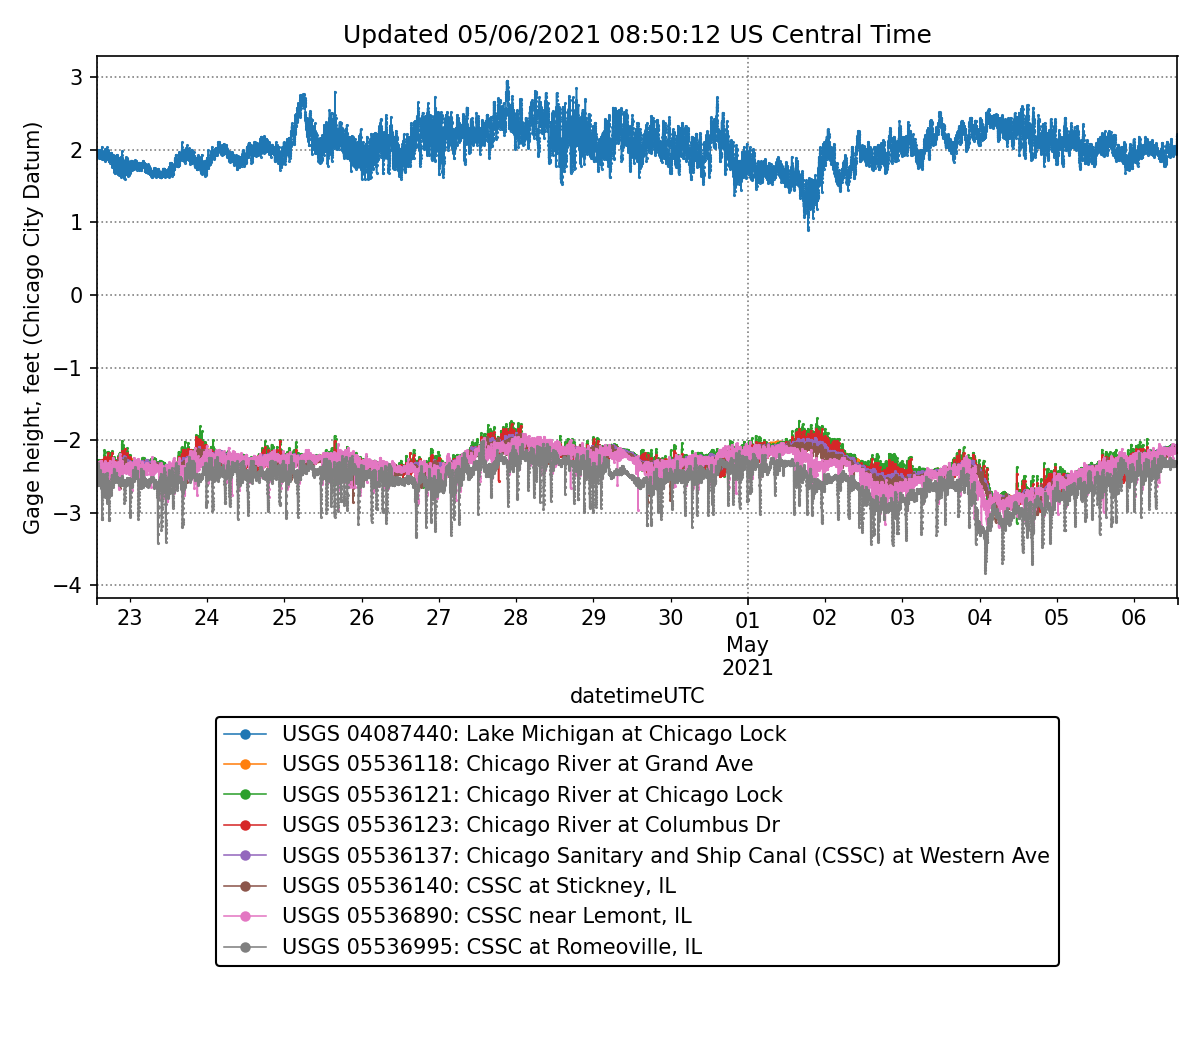 Updated 05/06/2021 08:50:12 US Central Time
Gage height, feet (Chicago City Datum)
3
2
1
0
−1
−2
−3
−4
23 24 25 26 27 28 29 30 01 02 03 04 05 06
May
2021
datetimeUTC
USGS 04087440: Lake Michigan at Chicago Lock
USGS 05536118: Chicago River at Grand Ave
USGS 05536121: Chicago River at Chicago Lock
USGS 05536123: Chicago River at Columbus Dr
USGS 05536137: Chicago Sanitary and Ship Canal (CSSC) at Western Ave
USGS 05536140: CSSC at Stickney, IL
USGS 05536890: CSSC near Lemont, IL
USGS 05536995: CSSC at Romeoville, IL